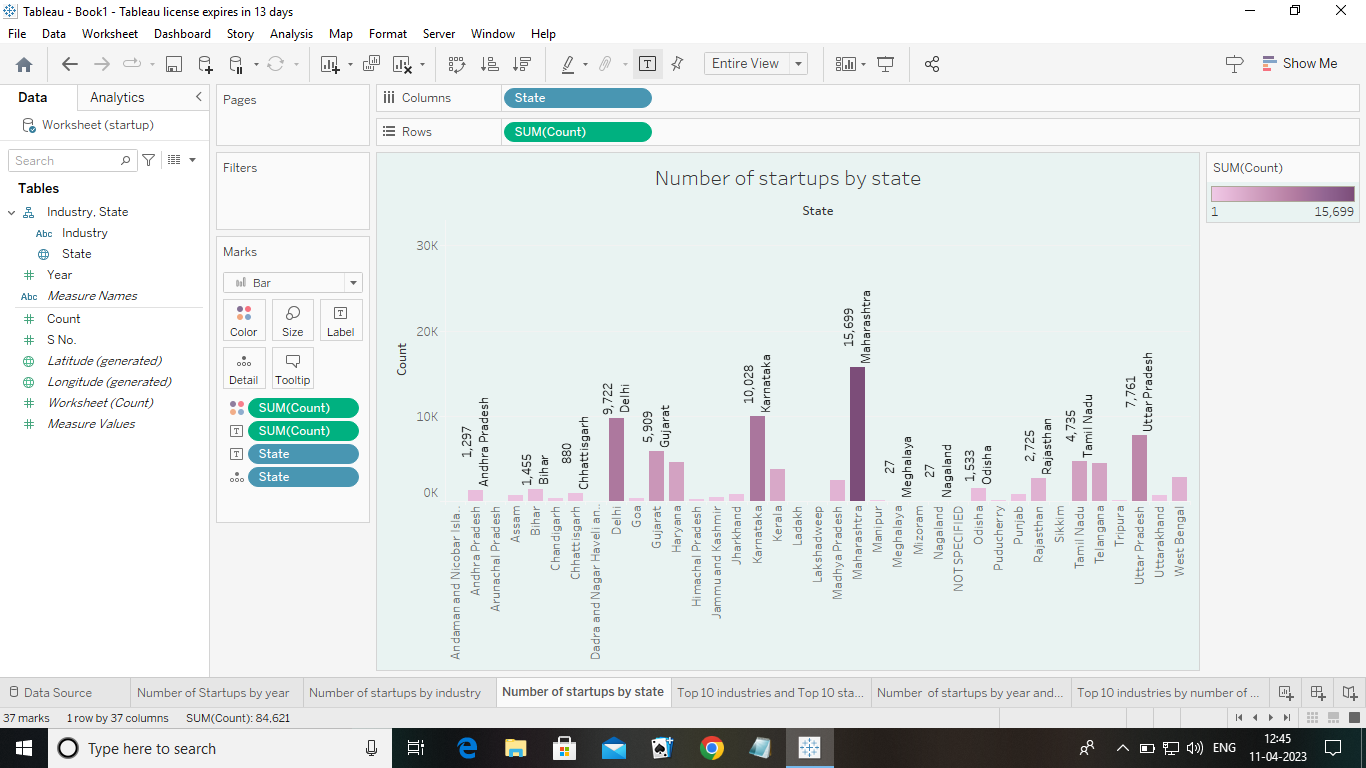 Tableau - Book1 - Tableau license expires in 13 days
File Data Worksheet Dashboard Story Analysis Map Format Server Window Help
Entire View
Show Me
Data Analytics
Worksheet (startup)
Search
Tables
Industry, State
Abc Industry
State
Year
Abc Measure Names
Count
S No.
Latitude (generated)
Longitude (generated)
Worksheet (Count)
Measure Values
Pages
Filters
Marks
Bar
Color Size Label
Detail Tooltip
SUM(Count)
SUM(Count)
State
State
Columns State
Rows SUM(Count)
Number of startups by state
State
Count
30K
20K
10K
0K
1,297 Andhra Pradesh
1,455 Bihar
880 Chhattisgarh
9,722 Delhi
5,909 Gujarat
10,028 Karnataka
15,699 Maharashtra
27 Meghalaya
27 Nagaland
1,533 Odisha
2,725 Rajasthan
4,735 Tamil Nadu
7,761 Uttar Pradesh
Andaman and Nicobar Isla..
Andhra Pradesh
Arunachal Pradesh
Assam
Bihar
Chandigarh
Chhattisgarh
Dadra and Nagar Haveli an..
Delhi
Goa
Gujarat
Haryana
Himachal Pradesh
Jammu and Kashmir
Jharkhand
Karnataka
Kerala
Ladakh
Lakshadweep
Madhya Pradesh
Maharashtra
Manipur
Meghalaya
Mizoram
Nagaland
NOT SPECIFIED
Odisha
Puducherry
Punjab
Rajasthan
Sikkim
Tamil Nadu
Telangana
Tripura
Uttar Pradesh
Uttarakhand
West Bengal
SUM(Count)
1 15,699
Data Source Number of Startups by year Number of startups by industry Number of startups by state Top 10 industries and Top 10 sta... Number of startups by year and... Top 10 industries by number of ...
37 marks 1 row by 37 columns SUM(Count): 84,621
Type here to search
ENG
12:45
11-04-2023